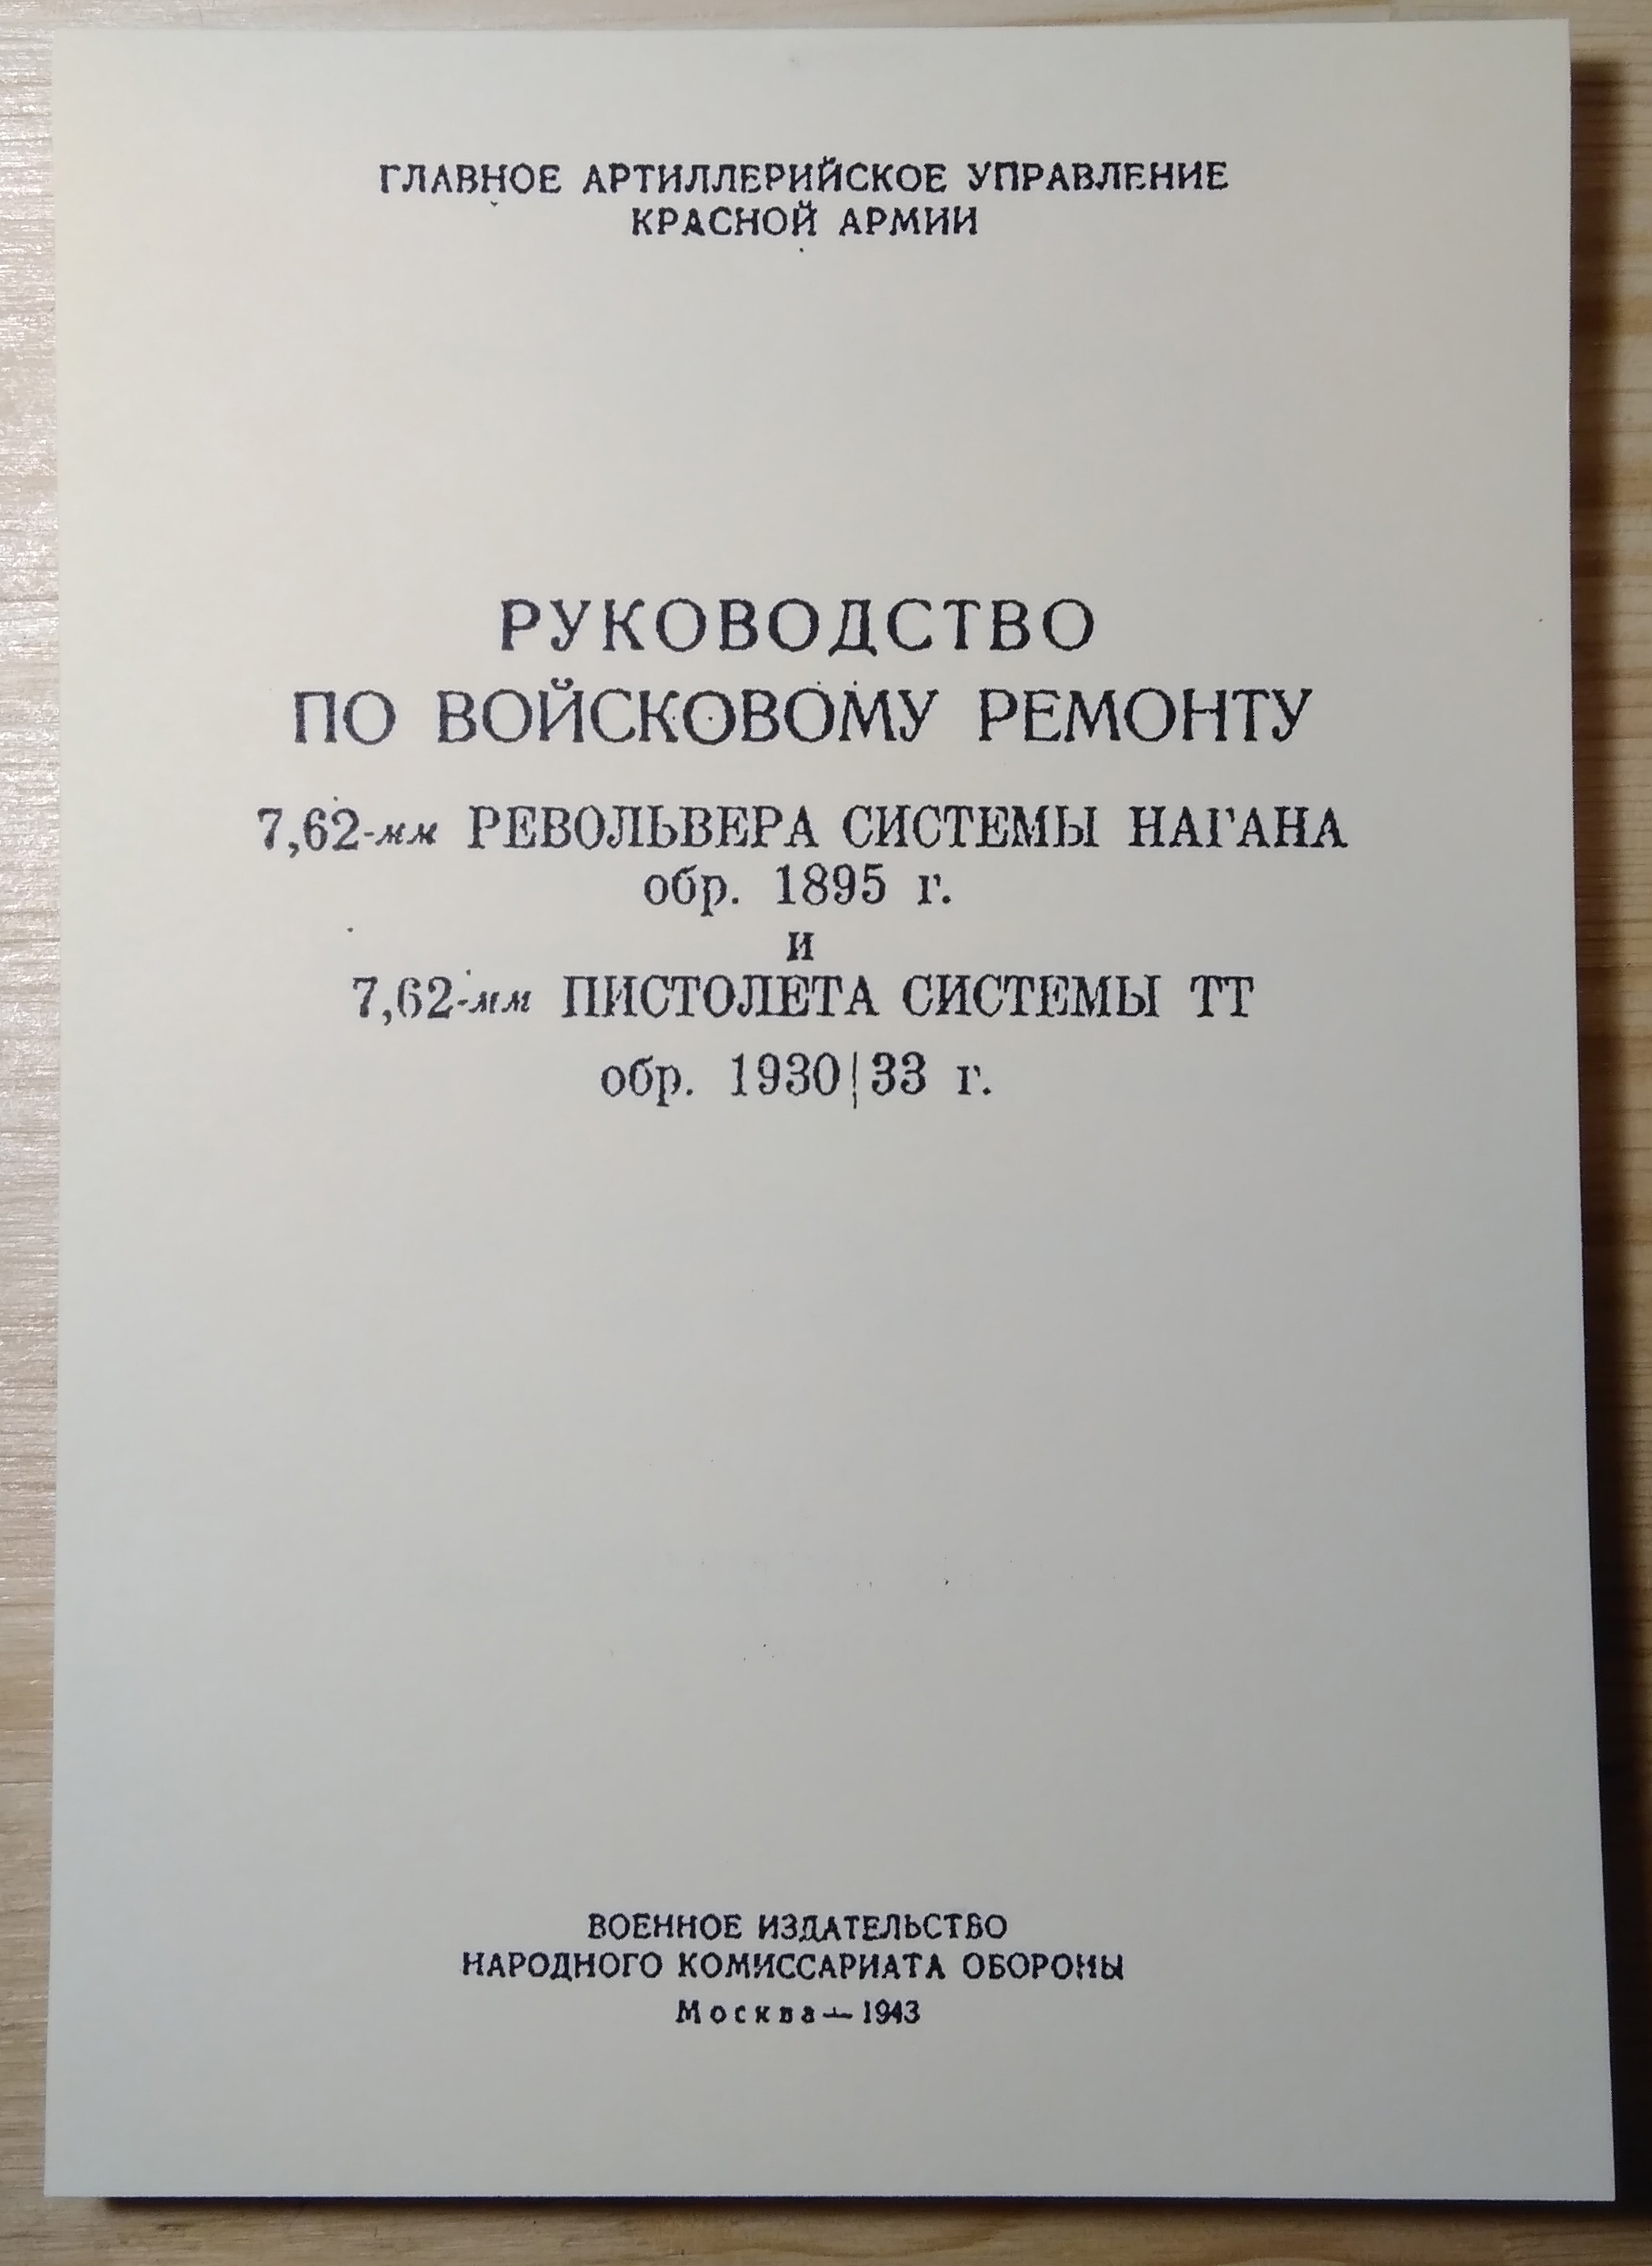 ГЛАВНОЕ АРТИЛЛЕРИЙСКОЕ УПРАВЛЕНИЕ
КРАСНОЙ АРМИИ
РУКОВОДСТВО
ПО ВОЙСКОВОМУ РЕМОНТУ
7,62-мм РЕВОЛЬВЕРА СИСТЕМЫ НАГАНА
обр. 1895 г.
и
7,62-мм ПИСТОЛЕТА СИСТЕМЫ ТТ
обр. 1930/33 г.
ВОЕННОЕ ИЗДАТЕЛЬСТВО
НАРОДНОГО КОМИССАРИАТА ОБОРОНЫ
Москва — 1943